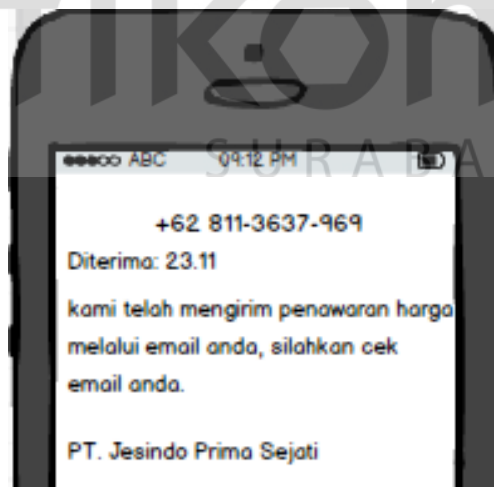 SURABA
ABC 09:12 PM
+62 811-3637-969
Diterima: 23.11
kami telah mengirim penawaran harga
melalui email anda, silahkan cek
email anda.
PT. Jesindo Prima Sejati